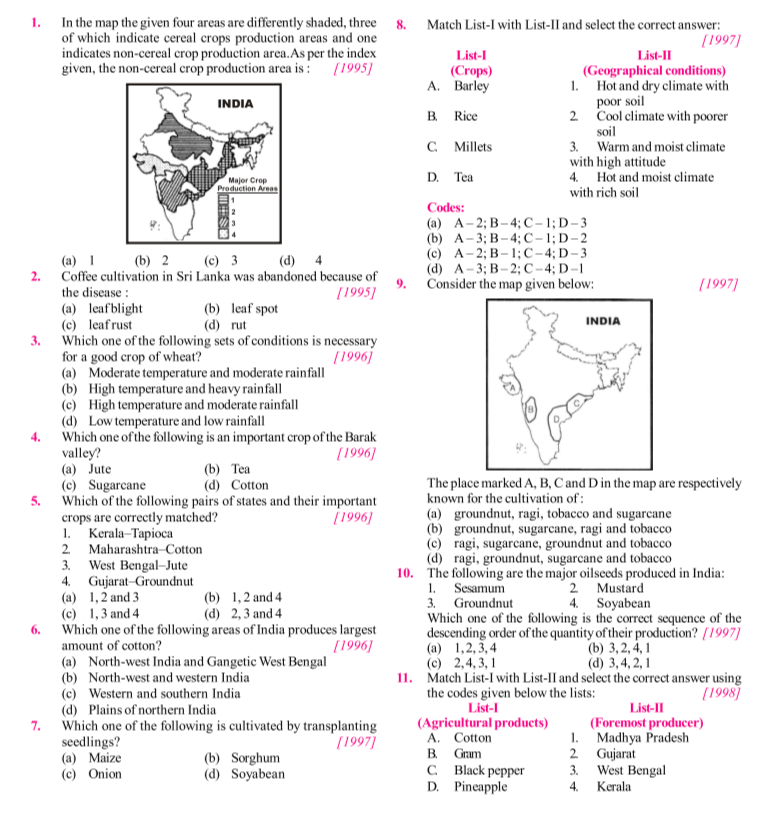 1. In the map the given four areas are differently shaded, three
of which indicate cereal crops production areas and one
indicates non-cereal crop production area.As per the index
given, the non-cereal crop production area is : [1995]
INDIA
Major Crop
Production Areas
1
2
3
4
(a) 1 (b) 2 (c) 3 (d) 4
2. Coffee cultivation in Sri Lanka was abandoned because of
the disease : [1995]
(a) leaf blight (b) leaf spot
(c) leaf rust (d) rut
3. Which one of the following sets of conditions is necessary
for a good crop of wheat? [1996]
(a) Moderate temperature and moderate rainfall
(b) High temperature and heavy rainfall
(c) High temperature and moderate rainfall
(d) Low temperature and low rainfall
4. Which one of the following is an important crop of the Barak
valley? [1996]
(a) Jute (b) Tea
(c) Sugarcane (d) Cotton
5. Which of the following pairs of states and their important
crops are correctly matched? [1996]
1. Kerala–Tapioca
2. Maharashtra–Cotton
3. West Bengal–Jute
4. Gujarat–Groundnut
(a) 1, 2 and 3 (b) 1, 2 and 4
(c) 1, 3 and 4 (d) 2, 3 and 4
6. Which one of the following areas of India produces largest
amount of cotton? [1996]
(a) North-west India and Gangetic West Bengal
(b) North-west and western India
(c) Western and southern India
(d) Plains of northern India
7. Which one of the following is cultivated by transplanting
seedlings? [1997]
(a) Maize (b) Sorghum
(c) Onion (d) Soyabean
8. Match List-I with List-II and select the correct answer:
[1997]
List-I List-II
(Crops) (Geographical conditions)
A. Barley 1. Hot and dry climate with
poor soil
B. Rice 2. Cool climate with poorer
soil
C. Millets 3. Warm and moist climate
with high attitude
D. Tea 4. Hot and moist climate
with rich soil
Codes:
(a) A – 2; B – 4; C – 1; D – 3
(b) A – 3; B – 4; C – 1; D – 2
(c) A – 2; B – 1; C – 4; D – 3
(d) A – 3; B – 2; C – 4; D – 1
9. Consider the map given below: [1997]
INDIA
A
B
C
D
The place marked A, B, C and D in the map are respectively
known for the cultivation of :
(a) groundnut, ragi, tobacco and sugarcane
(b) groundnut, sugarcane, ragi and tobacco
(c) ragi, sugarcane, groundnut and tobacco
(d) ragi, groundnut, sugarcane and tobacco
10. The following are the major oilseeds produced in India:
1. Sesamum 2. Mustard
3. Groundnut 4. Soyabean
Which one of the following is the correct sequence of the
descending order of the quantity of their production? [1997]
(a) 1, 2, 3, 4 (b) 3, 2, 4, 1
(c) 2, 4, 3, 1 (d) 3, 4, 2, 1
11. Match List-I with List-II and select the correct answer using
the codes given below the lists: [1998]
List-I List-II
(Agricultural products) (Foremost producer)
A. Cotton 1. Madhya Pradesh
B. Gram 2. Gujarat
C. Black pepper 3. West Bengal
D. Pineapple 4. Kerala